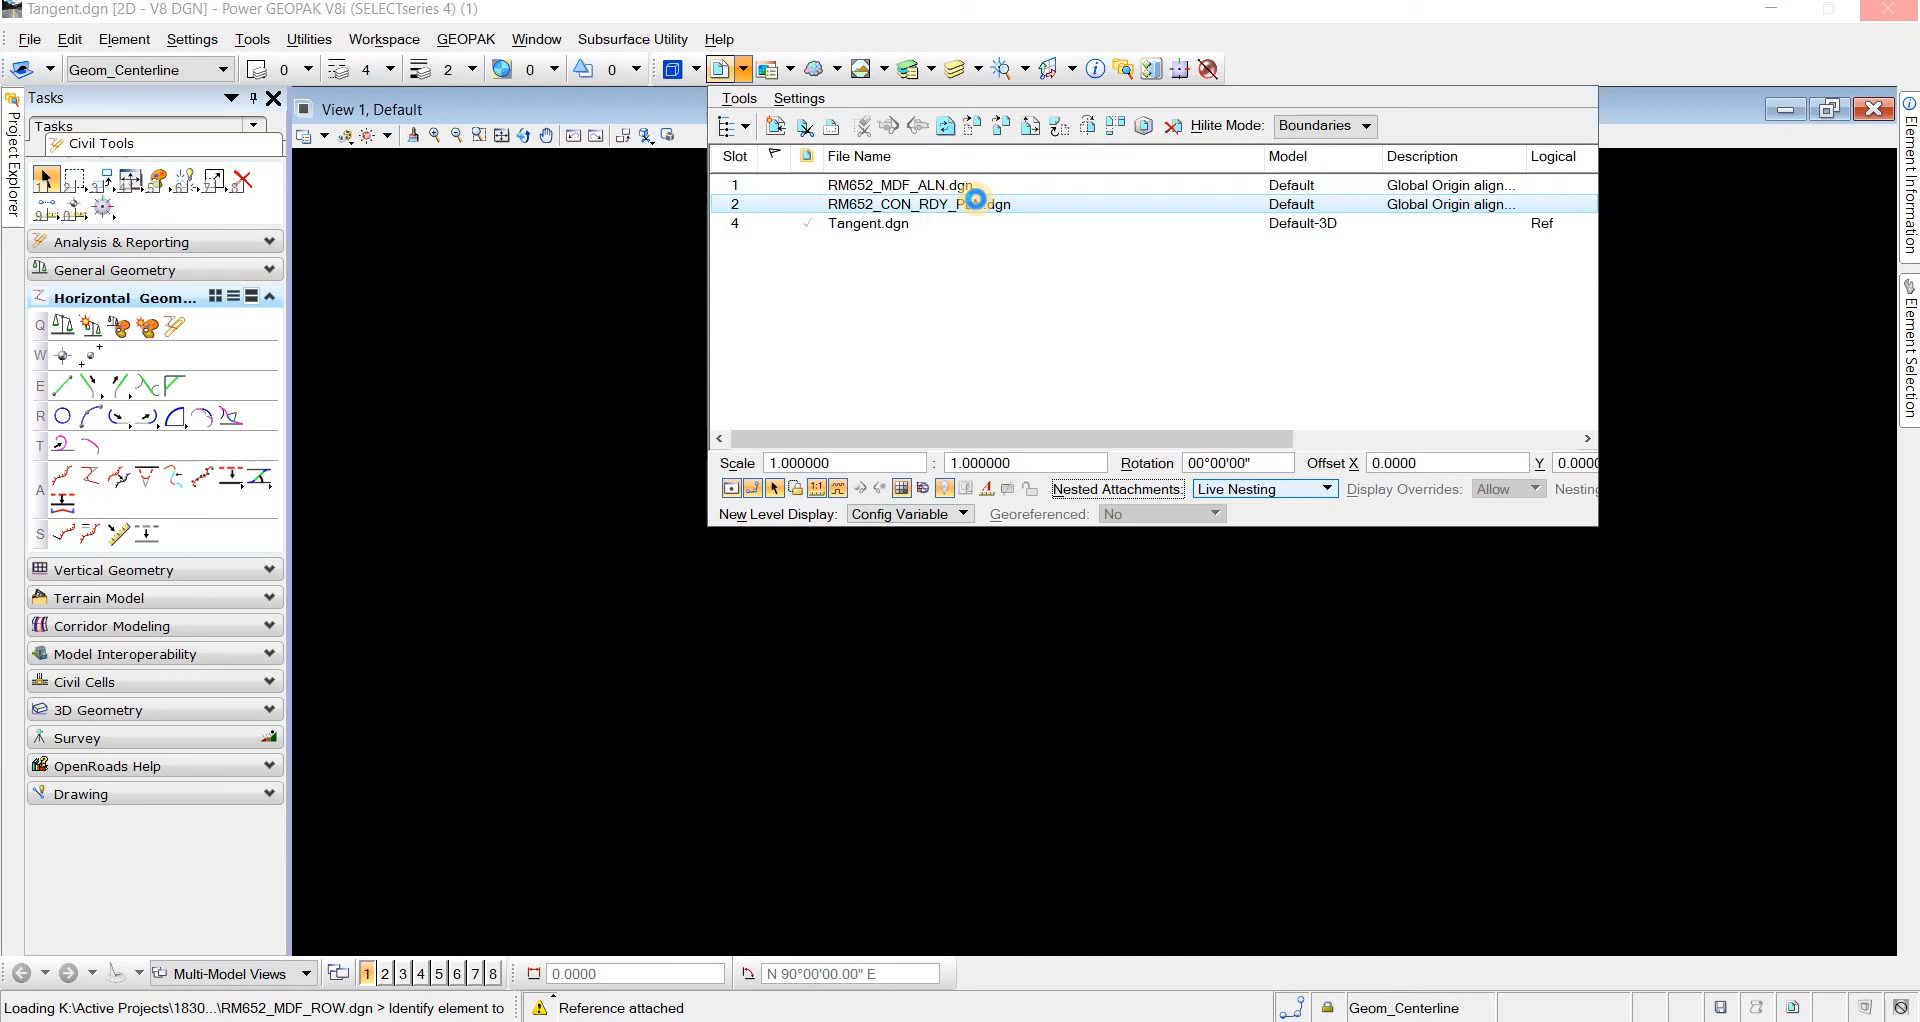 Tangent.dgn [2D - V8 DGN] - Power GEOPAK V8i (SELECTseries 4) (1)
File Edit Element Settings Tools Utilities Workspace GEOPAK Window Subsurface Utility Help
Geom_Centerline 0 4 2 0 0
Tasks
Tasks
Civil Tools
Project Explorer
Analysis & Reporting
General Geometry
Horizontal Geom...
Q
W
E
R
T
A
S
Vertical Geometry
Terrain Model
Corridor Modeling
Model Interoperability
Civil Cells
3D Geometry
Survey
OpenRoads Help
Drawing
View 1, Default
Tools Settings
Hilite Mode: Boundaries
Slot File Name Model Description Logical
1 RM652_MDF_ALN.dgn Default Global Origin align...
2 RM652_CON_RDY_P dgn Default Global Origin align...
4 Tangent.dgn Default-3D Ref
Scale 1.000000 : 1.000000 Rotation 00°00'00" Offset X 0.0000 Y 0.0000
Nested Attachments: Live Nesting Display Overrides: Allow Nesting
New Level Display: Config Variable Georeferenced: No
Element Information
Element Selection
Multi-Model Views 1 2 3 4 5 6 7 8 0.0000 N 90°00'00.00" E
Loading K:\Active Projects\1830...\RM652_MDF_ROW.dgn > Identify element to Reference attached Geom_Centerline